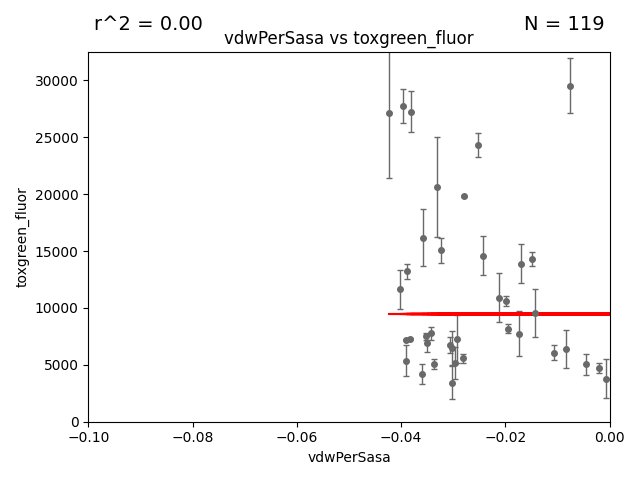 r^2 = 0.00
N = 119
vdwPerSasa vs toxgreen_fluor
30000
25000
20000
15000
10000
5000
0
toxgreen_fluor
−0.10
−0.08
−0.06
−0.04
−0.02
0.00
vdwPerSasa